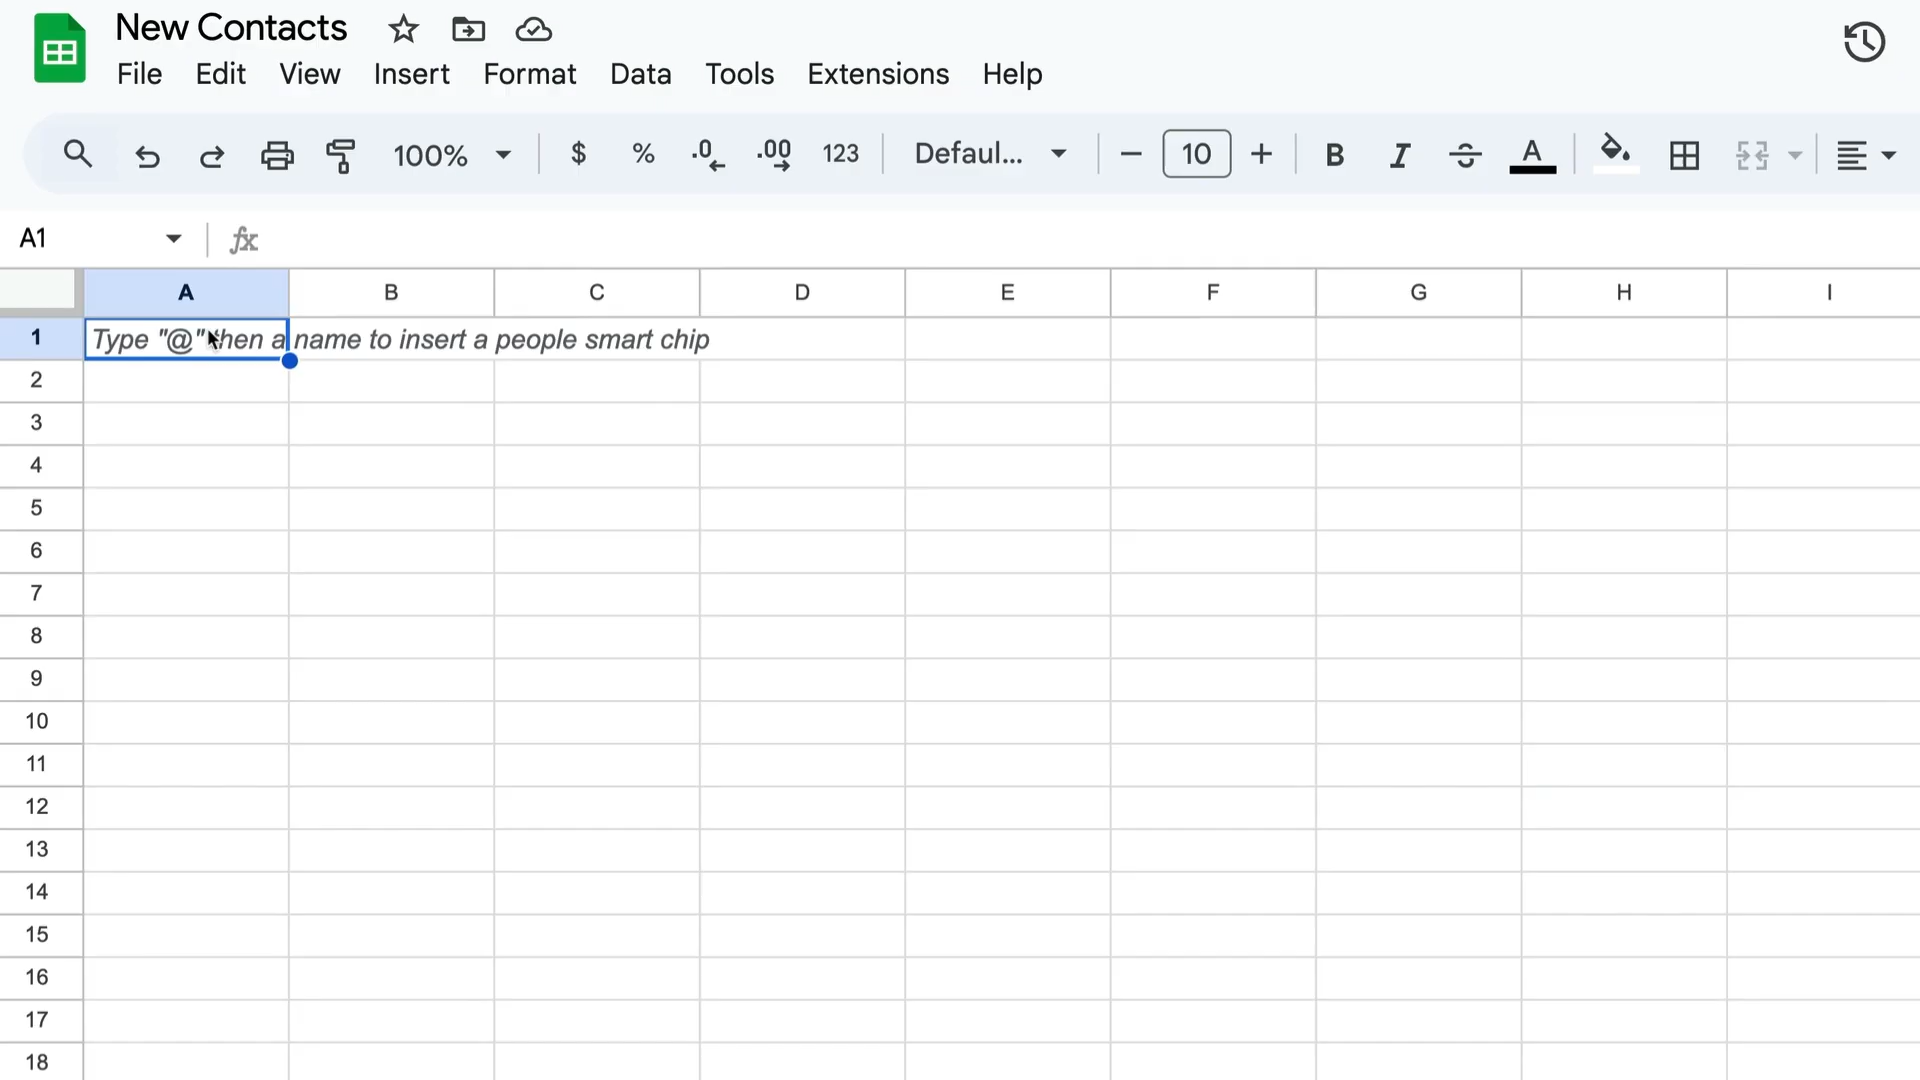 New Contacts
File Edit View Insert Format Data Tools Extensions Help
100% $ % .0 .00 123 Defaul... 10 B I S A
A1 fx
A B C D E F G H I
1 Type "@" then a name to insert a people smart chip
2
3
4
5
6
7
8
9
10
11
12
13
14
15
16
17
18